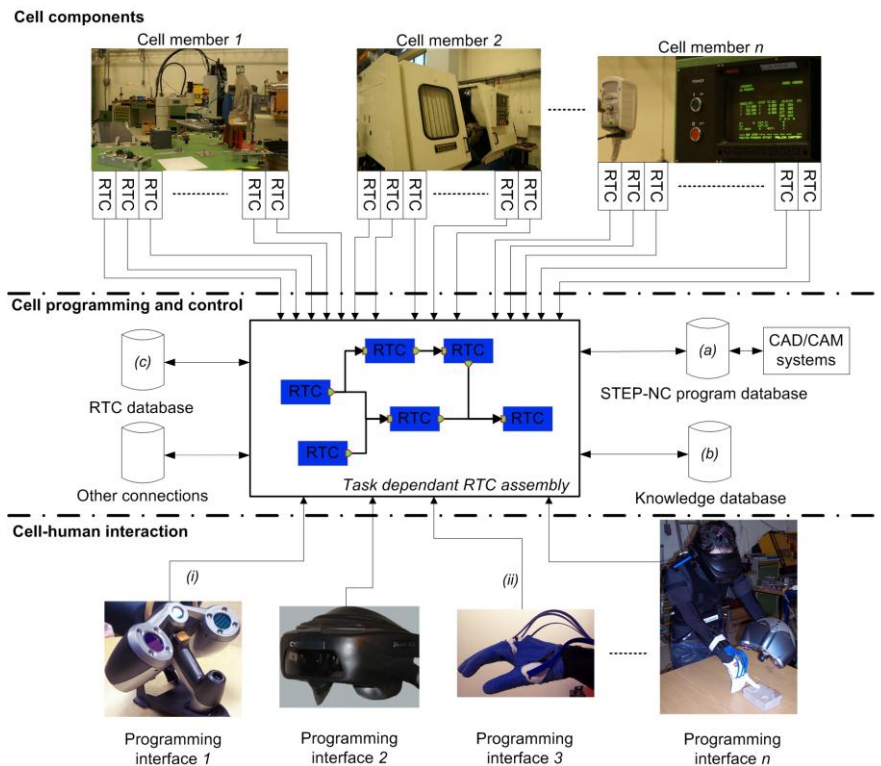 Cell components
Cell member 1
Cell member 2
Cell member n
POWER
RTC RTC RTC RTC RTC
RTC RTC RTC RTC RTC
RTC RTC RTC RTC RTC
Cell programming and control
(c)
RTC database
RTC
RTC
RTC
RTC
RTC
RTC
(a)
CAD/CAM
systems
STEP-NC program database
Other connections
Task dependant RTC assembly
(b)
Knowledge database
Cell-human interaction
(i)
(ii)
Programming
interface 1
Programming
interface 2
Programming
interface 3
Programming
interface n